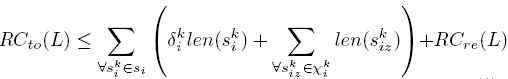 $RC_{to}(L) \leq \sum_{\forall s_i^k \in s_i} \left( \delta_i^k len(s_i^k) + \sum_{\forall s_{iz}^k \in \chi_i^k} len(s_{iz}^k) \right) + RC_{re}(L)$